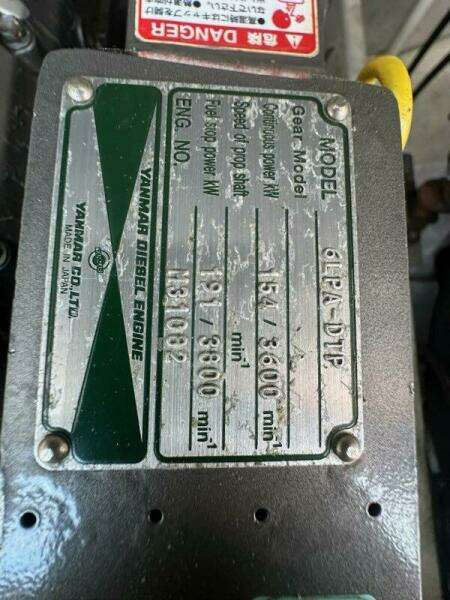 ⚠危険 DANGER
MODEL 6LPA-DTP
Gear Model
Continuous power kW 154 / 3600 min⁻¹
Speed of prop shaft min⁻¹
Fuel stop power kW 191 / 3800 min⁻¹
ENG. NO. M31082
YANMAR DIESEL ENGINE
YANMAR CO.,LTD.
MADE IN JAPAN